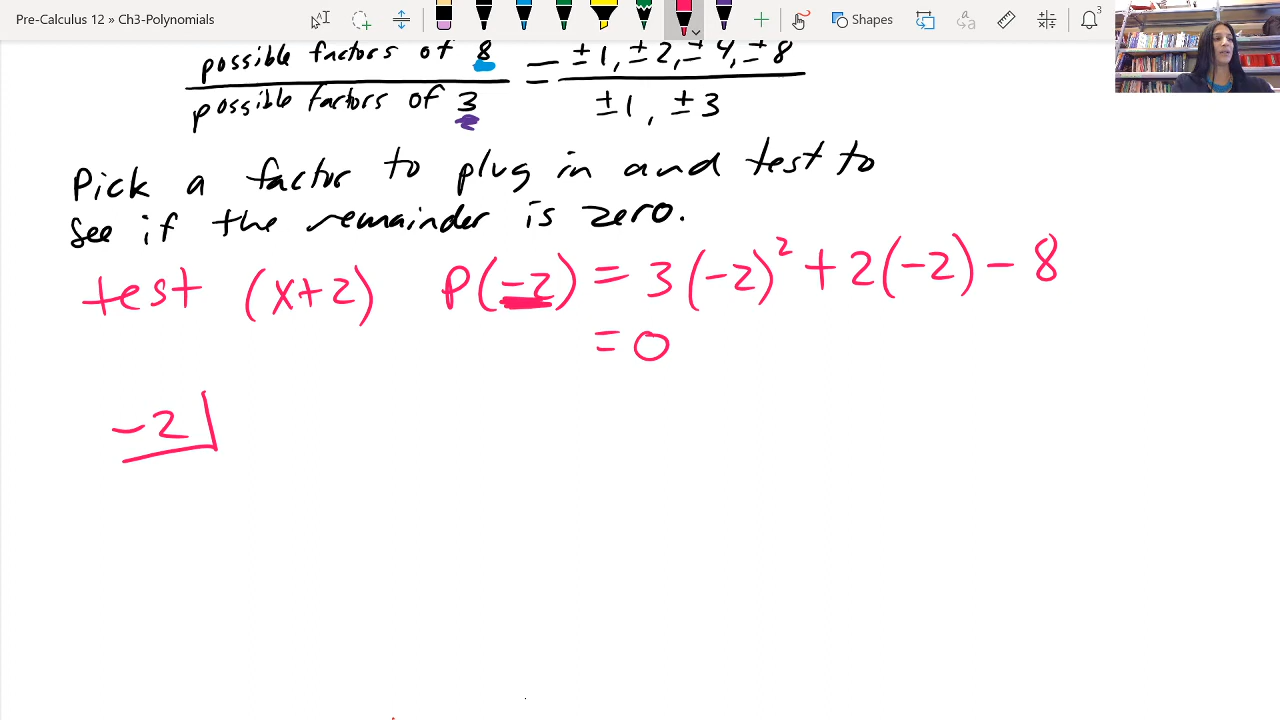 Pre-Calculus 12 » Ch3-Polynomials
Shapes
3
possible factors of 8 = ±1, ±2, ±4, ±8
possible factors of 3 ±1, ±3
Pick a factor to plug in and test to
see if the remainder is zero.
test (x+2) P(-2) = 3(-2)² + 2(-2) - 8
= 0
-2